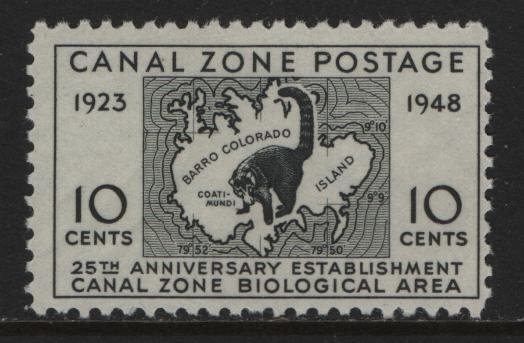 CANAL ZONE POSTAGE
1923 1948
BARRO COLORADO
ISLAND
COATI-
MUNDI
9°10
9°9
10 10
CENTS CENTS
79°52 79°50
25TH ANNIVERSARY ESTABLISHMENT
CANAL ZONE BIOLOGICAL AREA